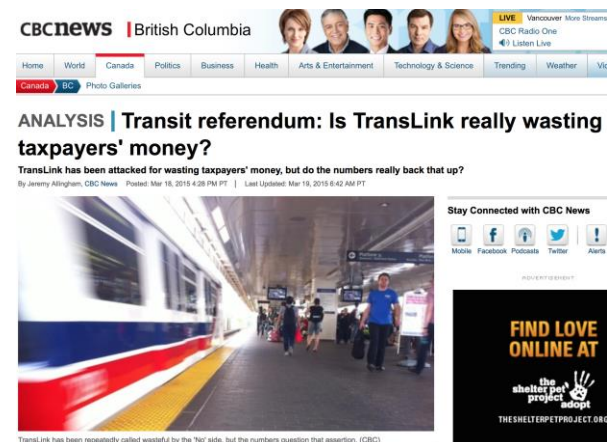 CBCnews | British Columbia
LIVE Vancouver More Streams
CBC Radio One
Listen Live
Home World Canada Politics Business Health Arts & Entertainment Technology & Science Trending Weather
Canada BC Photo Galleries
ANALYSIS | Transit referendum: Is TransLink really wasting
taxpayers' money?
TransLink has been attacked for wasting taxpayers' money, but do the numbers really back that up?
By Jeremy Allingham, CBC News Posted: Mar 18, 2015 4:28 PM PT | Last Updated: Mar 19, 2015 6:42 AM PT
Stay Connected with CBC News
Mobile Facebook Podcasts Twitter Alerts
ADVERTISEMENT
FIND LOVE
ONLINE AT
the
shelter pet
project
adopt
THESHELTERPETPROJECT.ORG
TransLink has been repeatedly called wasteful by the 'No' side, but the numbers question that assertion. (CBC)